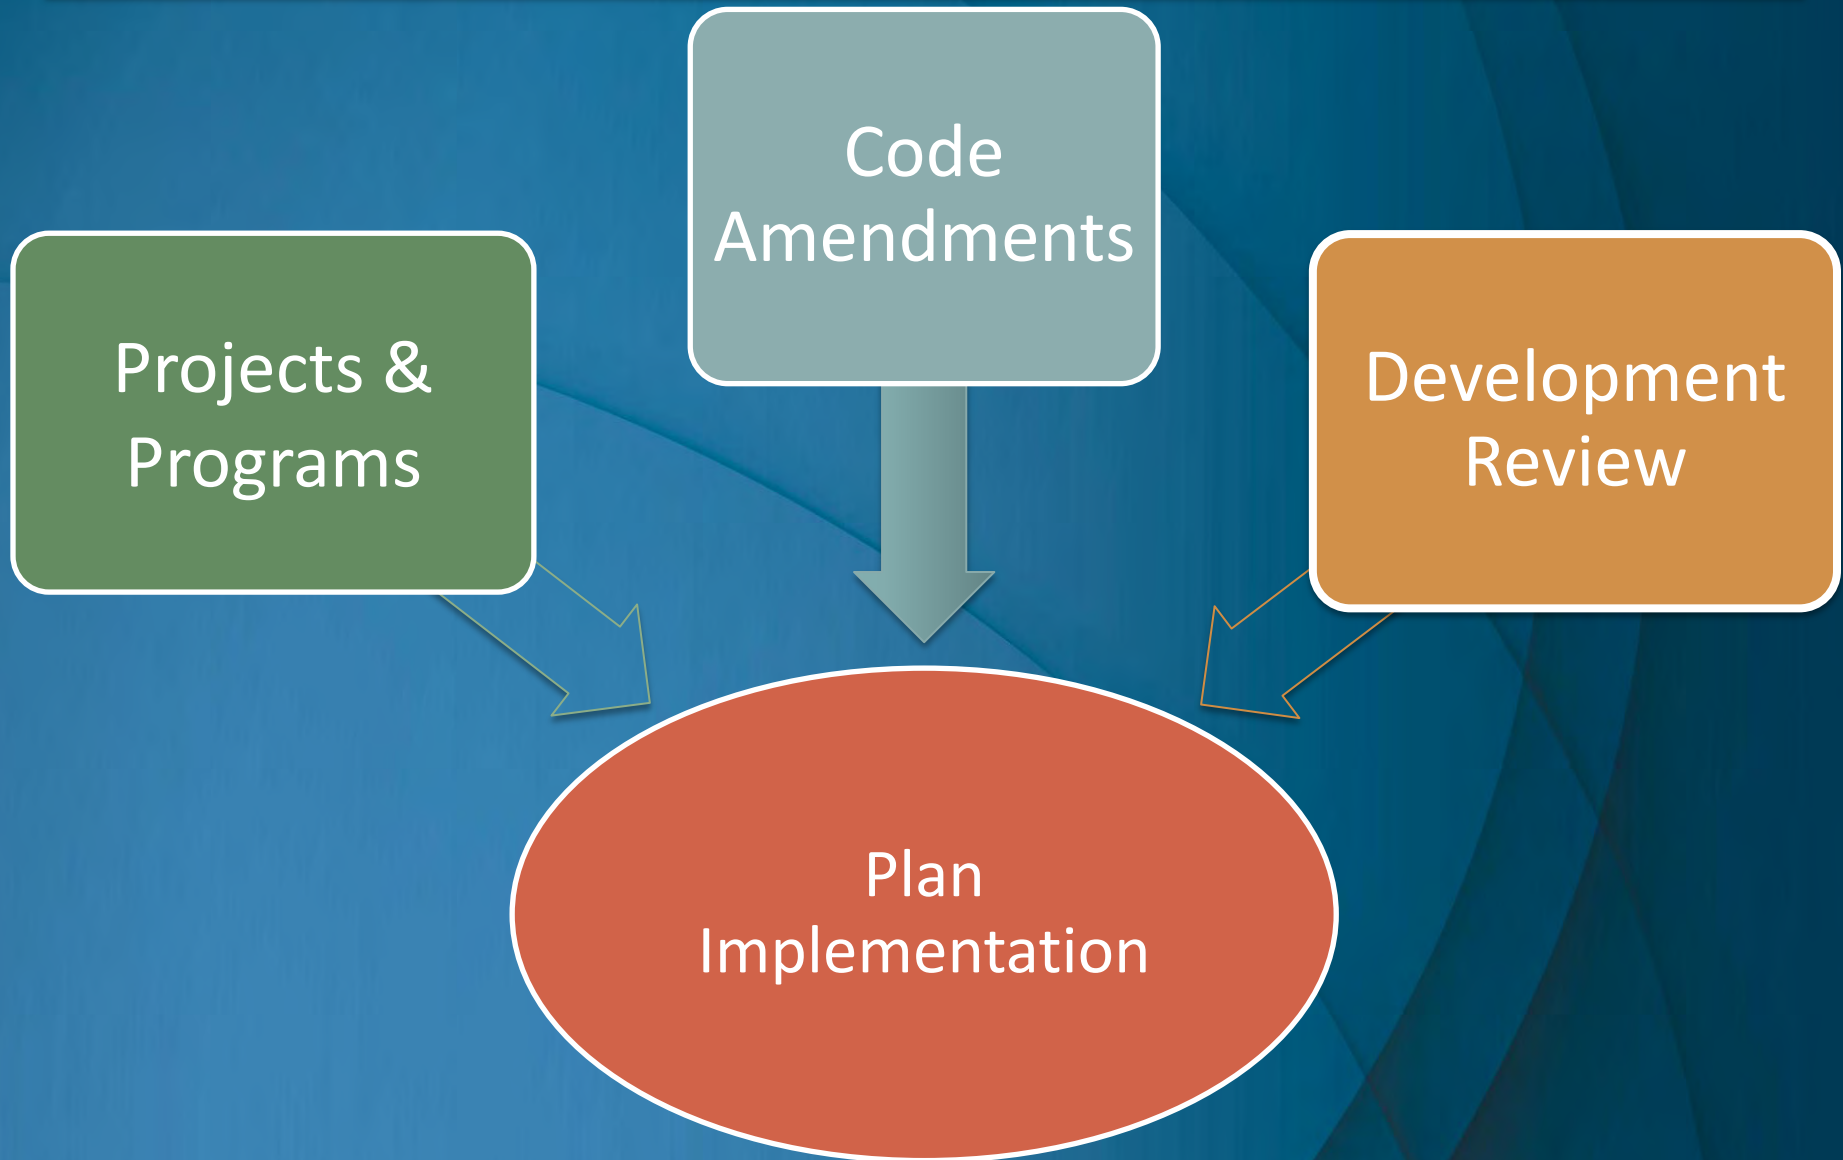 Code
Amendments
Projects &
Programs
Development
Review
Plan
Implementation